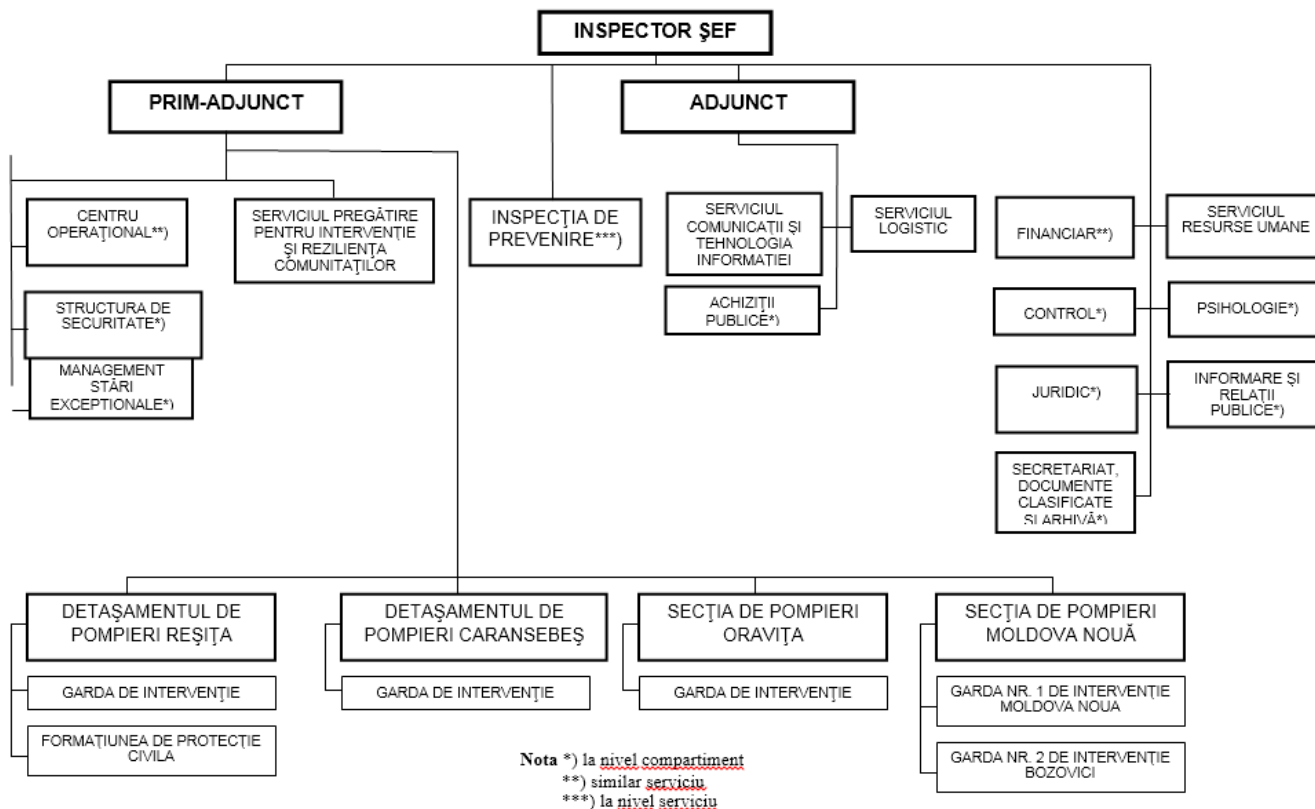 INSPECTOR ŞEF
PRIM-ADJUNCT
ADJUNCT
CENTRU
OPERAŢIONAL**)
SERVICIUL PREGĂTIRE
PENTRU INTERVENŢIE
ŞI REZILIENŢA
COMUNITAŢILOR
INSPECŢIA DE
PREVENIRE***)
SERVICIUL
COMUNICAŢII ŞI
TEHNOLOGIA
INFORMATIEI
SERVICIUL
LOGISTIC
FINANCIAR**)
SERVICIUL
RESURSE UMANE
STRUCTURA DE
SECURITATE*)
ACHIZIŢII
PUBLICE*)
CONTROL*)
PSIHOLOGIE*)
MANAGEMENT
STĂRI
EXCEPTIONALE*)
JURIDIC*)
INFORMARE ŞI
RELAŢII
PUBLICE*)
SECRETARIAT,
DOCUMENTE
CLASIFICATE
SI ARHIVĂ*)
DETAŞAMENTUL DE
POMPIERI REŞIŢA
DETAŞAMENTUL DE
POMPIERI CARANSEBEŞ
SECŢIA DE POMPIERI
ORAVIŢA
SECŢIA DE POMPIERI
MOLDOVA NOUĂ
GARDA DE INTERVENŢIE
GARDA DE INTERVENŢIE
GARDA DE INTERVENŢIE
GARDA NR. 1 DE INTERVENŢIE
MOLDOVA NOUA
FORMAŢIUNEA DE PROTECŢIE
CIVILA
GARDA NR. 2 DE INTERVENŢIE
BOZOVICI
Nota *) la nivel compartiment
**) similar serviciu
***) la nivel serviciu